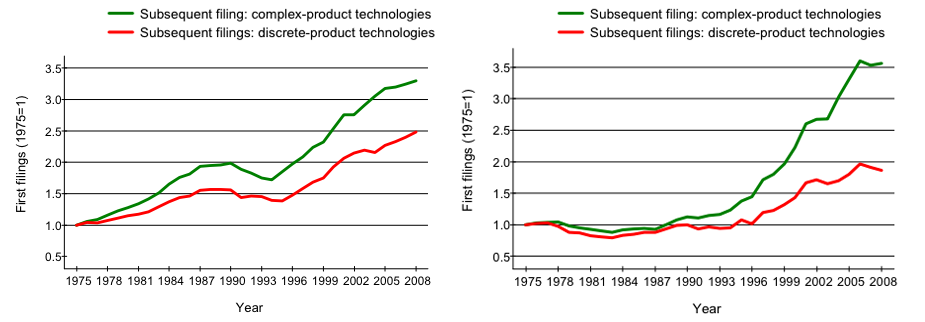 Subsequent filing: complex-product technologies
Subsequent filings: discrete-product technologies
First filings (1975=1)
3.5
3.0
2.5
2.0
1.5
1.0
0.5
1975 1978 1981 1984 1987 1990 1993 1996 1999 2002 2005 2008
Year
Subsequent filing: complex-product technologies
Subsequent filings: discrete-product technologies
First filings (1975=1)
3.5
3.0
2.5
2.0
1.5
1.0
0.5
1975 1978 1981 1984 1987 1990 1993 1996 1999 2002 2005 2008
Year